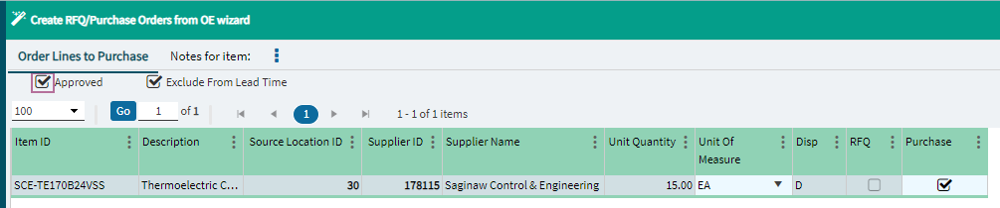 Create RFQ/Purchase Orders from OE wizard
Order Lines to Purchase Notes for item:
Approved Exclude From Lead Time
100 Go 1 of 1 1 1 - 1 of 1 items
Item ID Description Source Location ID Supplier ID Supplier Name Unit Quantity Unit Of Measure Disp RFQ Purchase
SCE-TE170B24VSS Thermoelectric C... 30 178115 Saginaw Control & Engineering 15.00 EA D